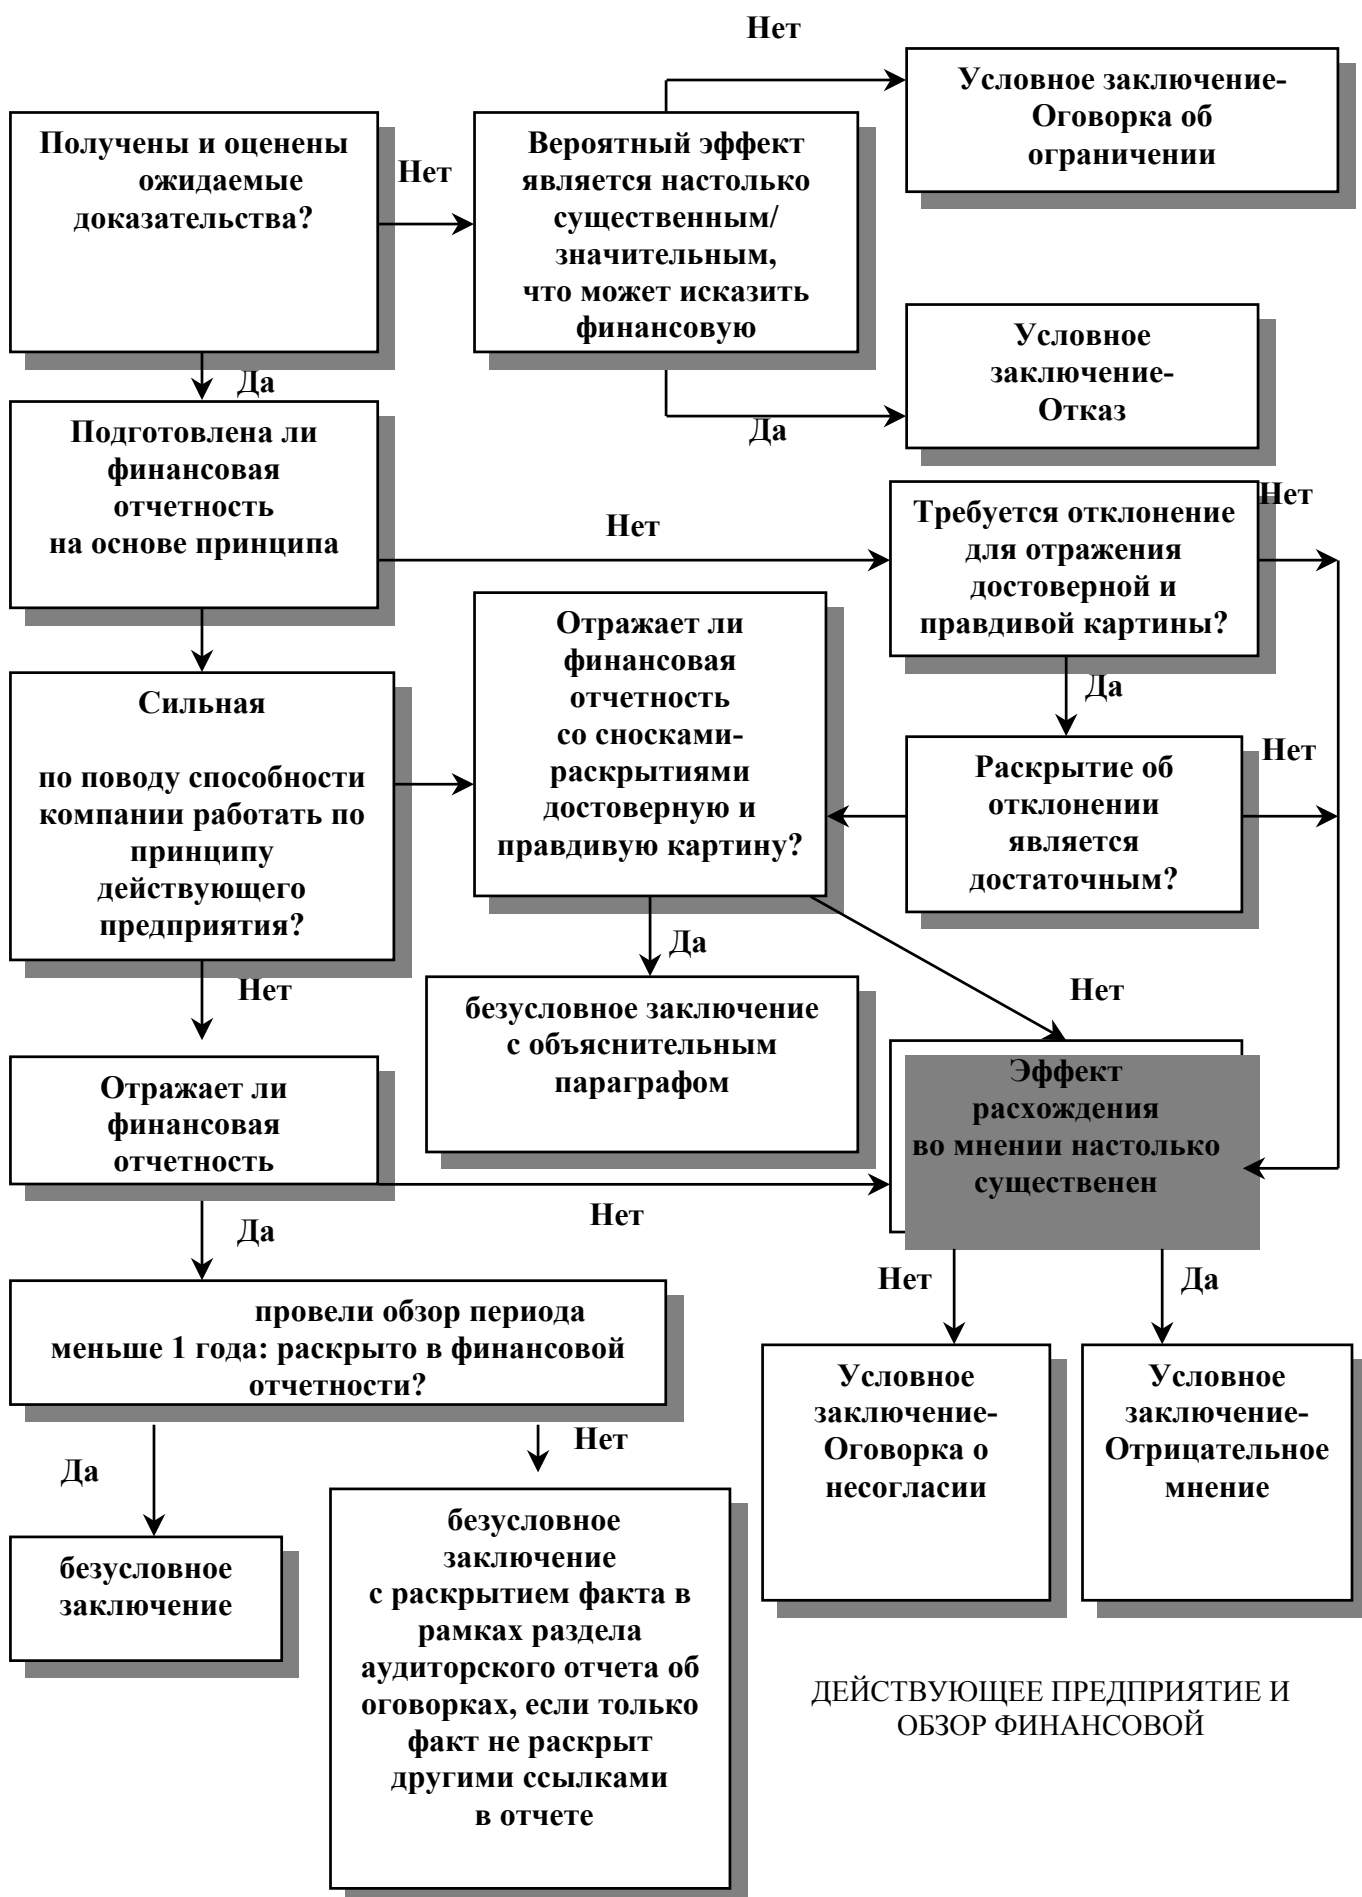 Нет
Условное заключение-
Оговорка об
ограничении
Получены и оценены
ожидаемые
доказательства?
Нет
Вероятный эффект
является настолько
существенным/
значительным,
что может исказить
финансовую
Условное
заключение-
Отказ
Да
Да
Подготовлена ли
финансовая
отчетность
на основе принципа
Нет
Требуется отклонение
для отражения
достоверной и
правдивой картины?
Нет
Отражает ли
финансовая
отчетность
со сносками-
раскрытиями
достоверную и
правдивую картину?
Да
Сильная
по поводу способности
компании работать по
принципу
действующего
предприятия?
Раскрытие об
отклонении
является
достаточным?
Нет
Да
Нет
Нет
безусловное заключение
с объяснительным
параграфом
Отражает ли
финансовая
отчетность
Эффект
расхождения
во мнении настолько
существенен
Нет
Да
Нет
Да
провели обзор периода
меньше 1 года: раскрыто в финансовой
отчетности?
Условное
заключение-
Оговорка о
несогласии
Условное
заключение-
Отрицательное
мнение
Да
Нет
безусловное
заключение
безусловное
заключение
с раскрытием факта в
рамках раздела
аудиторского отчета об
оговорках, если только
факт не раскрыт
другими ссылками
в отчете
ДЕЙСТВУЮЩЕЕ ПРЕДПРИЯТИЕ И
ОБЗОР ФИНАНСОВОЙ